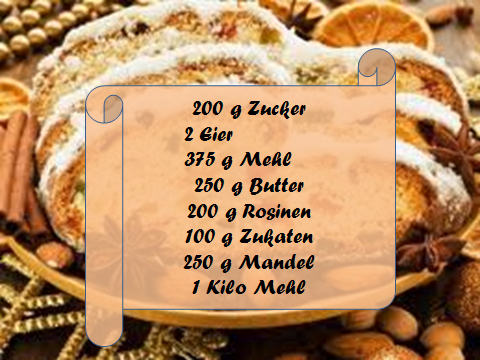 200 g Zucker
2 Eier
375 g Mehl
250 g Butter
200 g Rosinen
100 g Zukaten
250 g Mandel
1 Kilo Mehl